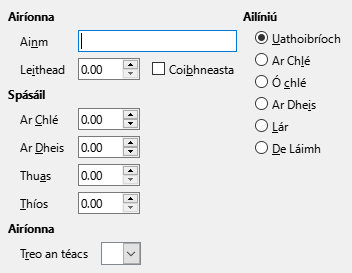 Airíonna
Ainm
Leithead 0.00 Coibhneasta
Spásáil
Ar Chlé 0.00
Ar Dheis 0.00
Thuas 0.00
Thíos 0.00
Airíonna
Treo an téacs
Ailíniú
Uathoibríoch
Ar Chlé
Ó chlé
Ar Dheis
Lár
De Láimh